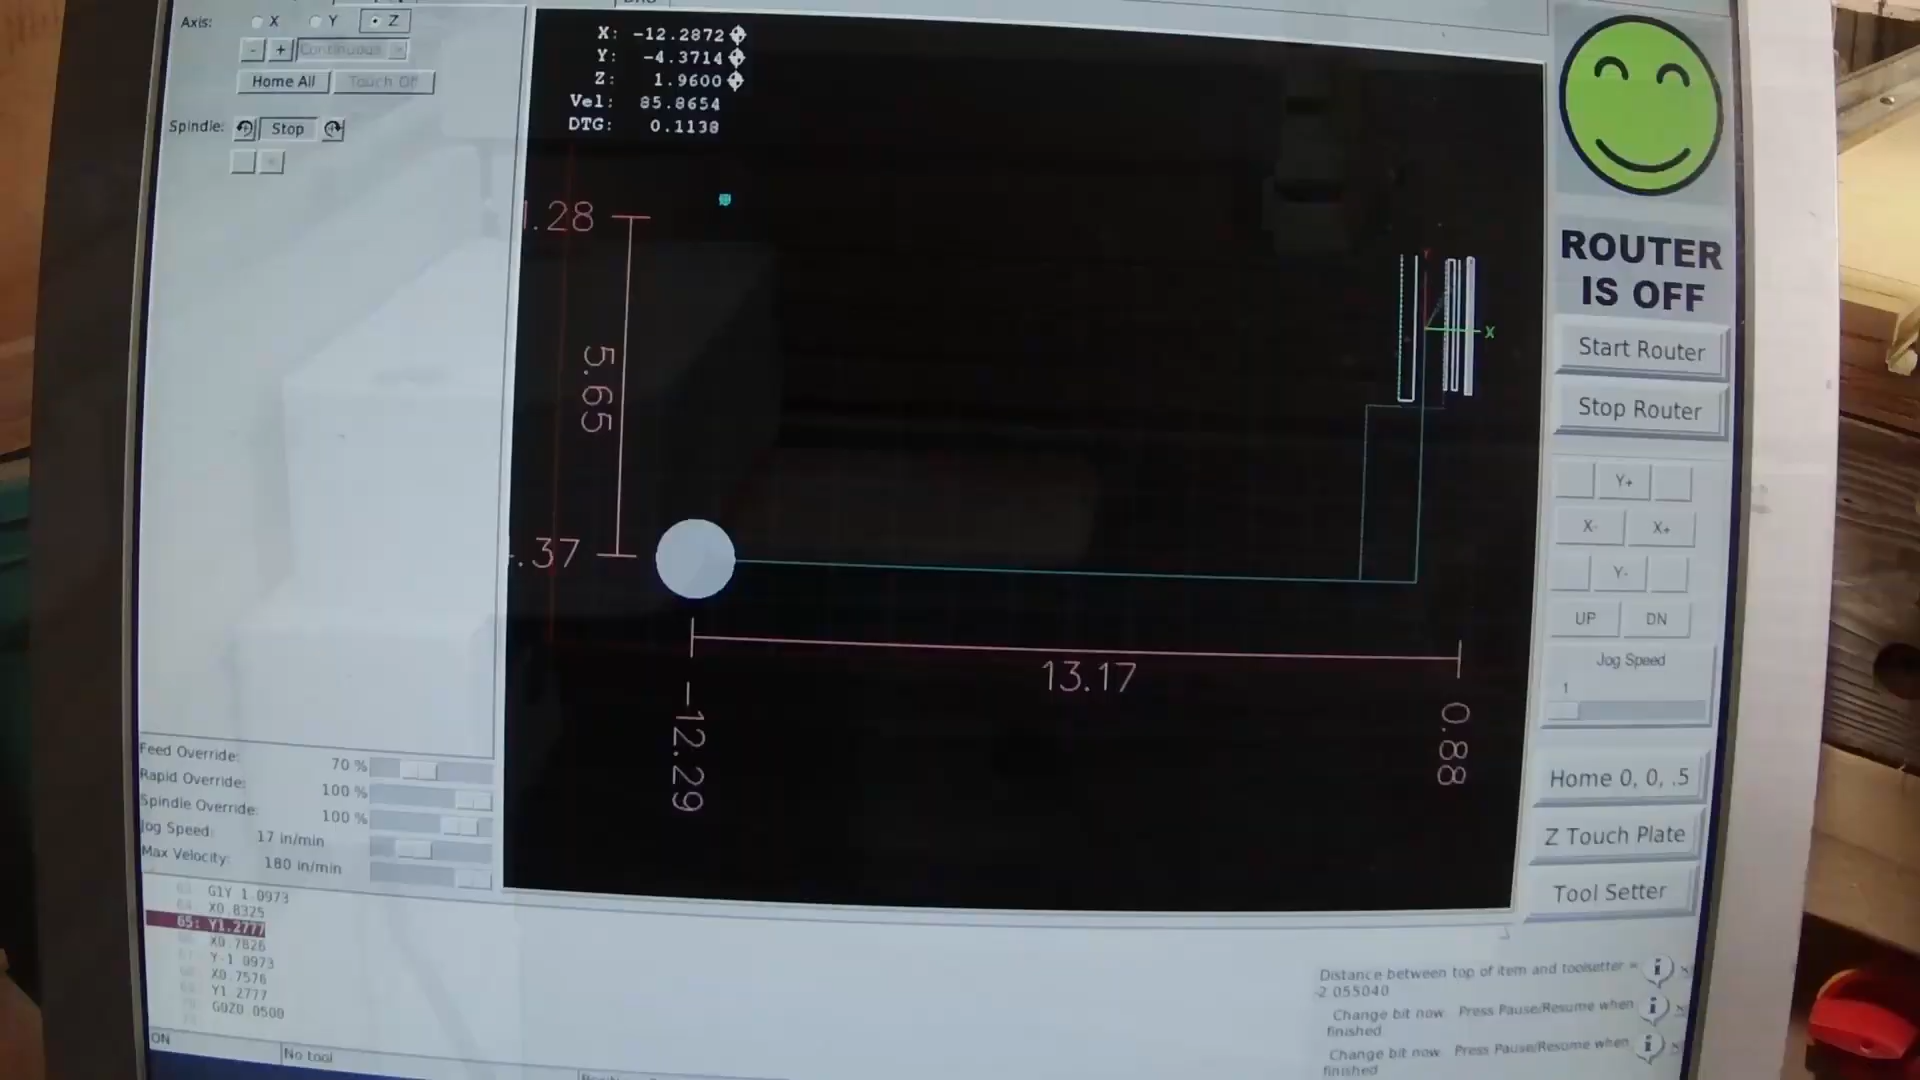 Axis: X Y Z
- + Continuous
Home All Touch Off
Spindle: Stop
X: -12.2872
Y: -4.3714
Z: 1.9600
Vel: 85.8654
DTG: 0.1138
.28
5.65
.37
13.17
-12.29
0.88
X
ROUTER
IS OFF
Start Router
Stop Router
Y+
X- X+
Y-
UP DN
Jog Speed
1
Home 0, 0, .5
Z Touch Plate
Tool Setter
Feed Override: 70 %
Rapid Override: 100 %
Spindle Override: 100 %
Jog Speed: 17 in/min
Max Velocity: 180 in/min
G1Y 1.0973
X0.8325
65: Y1.2777
X0.7826
Y-1.0973
X0.7576
Y1.2777
G0Z0.0500
ON
No tool
Distance between top of item and toolsetter =
-2.055040
Change bit now. Press Pause/Resume when
finished
Change bit now. Press Pause/Resume when
finished